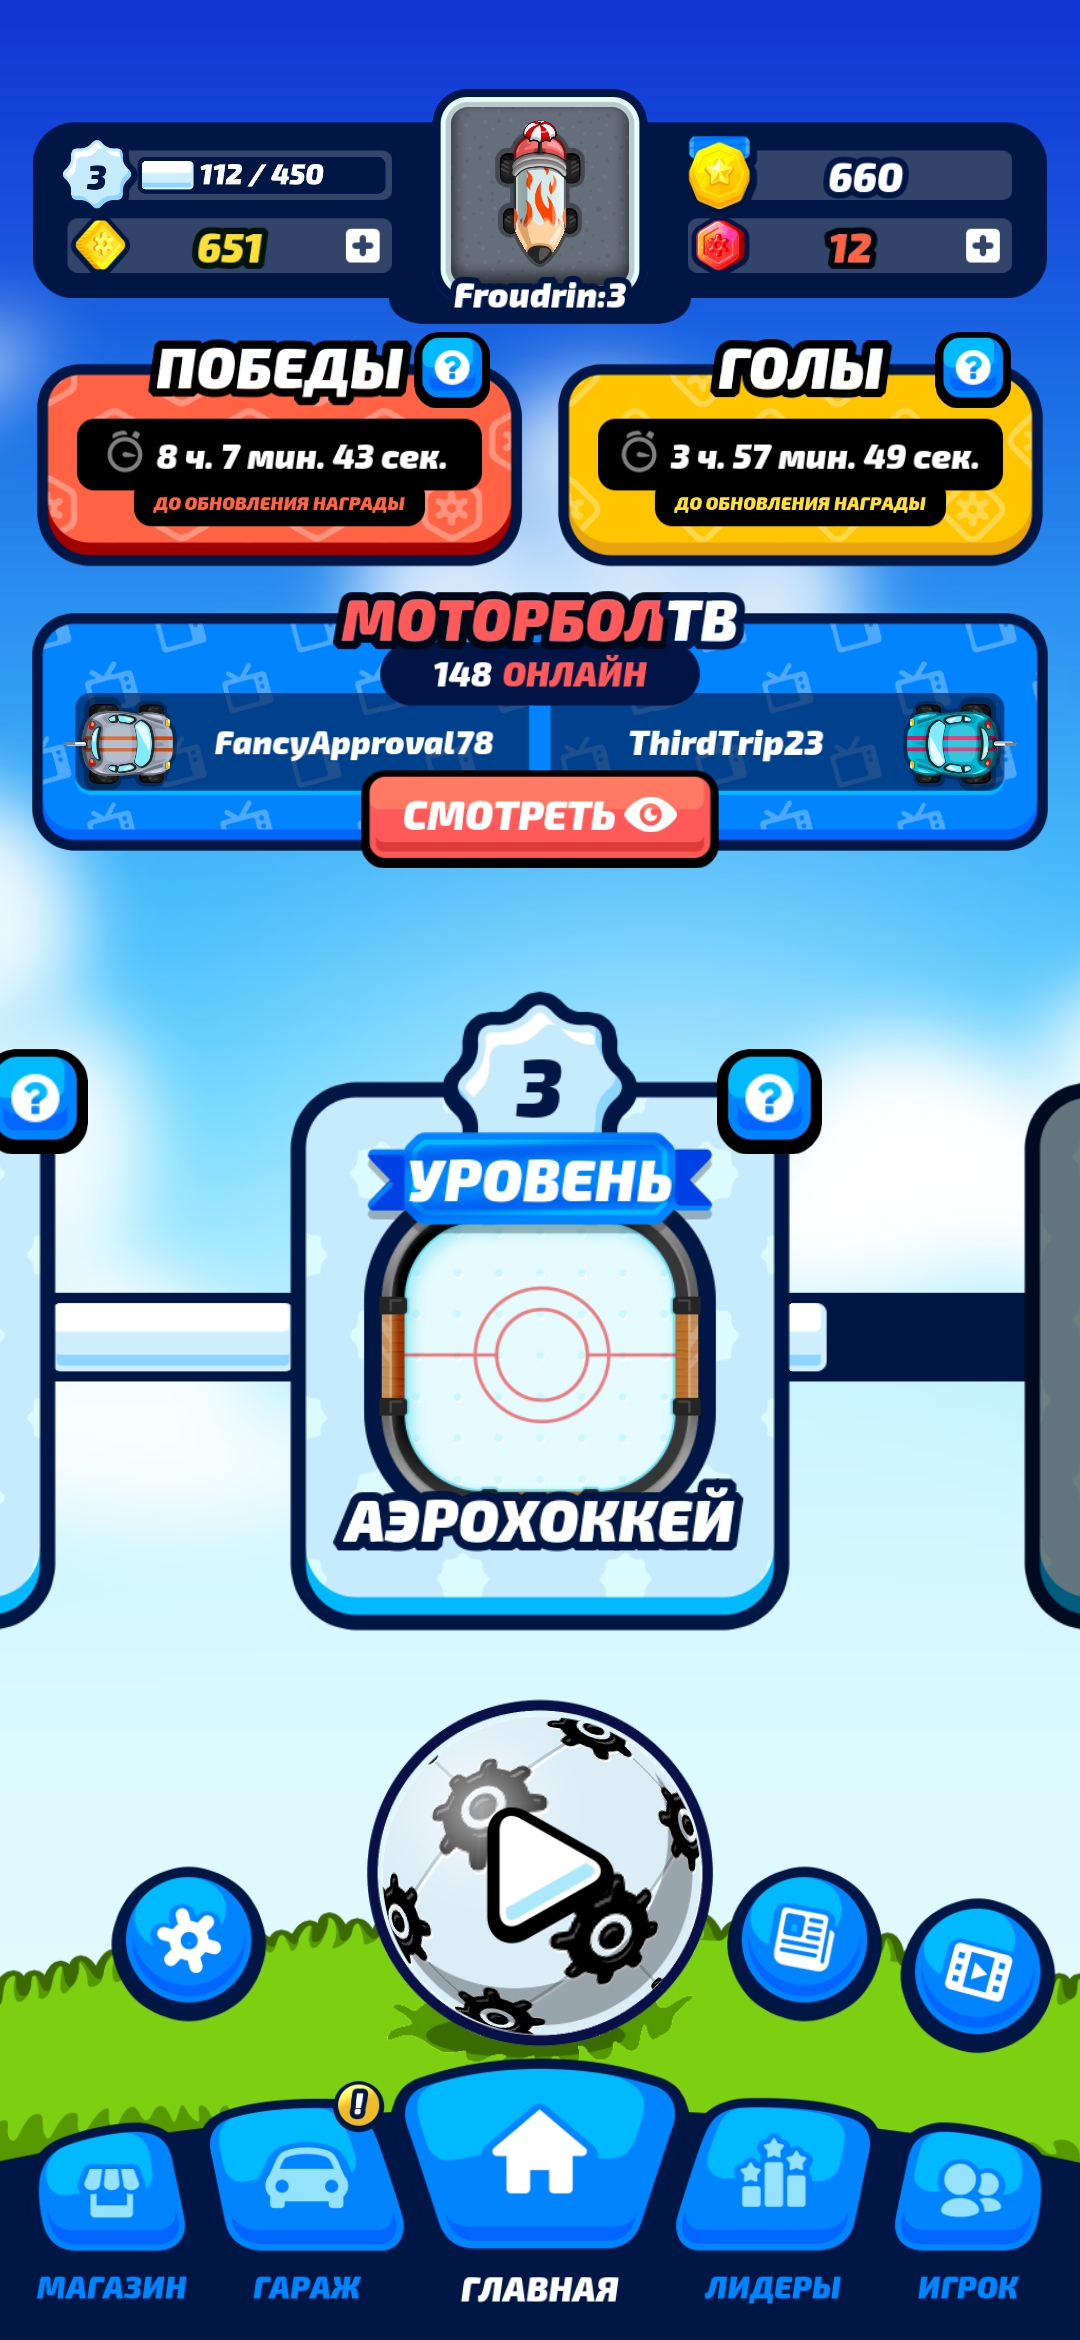 3
112 / 450
660
651
12
Froudrin:3
ПОБЕДЫ
ГОЛЫ
8 ч. 7 мин. 43 сек.
3 ч. 57 мин. 49 сек.
ДО ОБНОВЛЕНИЯ НАГРАДЫ
ДО ОБНОВЛЕНИЯ НАГРАДЫ
МОТОРБОЛТВ
148 ОНЛАЙН
FancyApproval78
ThirdTrip23
СМОТРЕТЬ
3
УРОВЕНЬ
АЭРОХОККЕЙ
МАГАЗИН
ГАРАЖ
ГЛАВНАЯ
ЛИДЕРЫ
ИГРОК